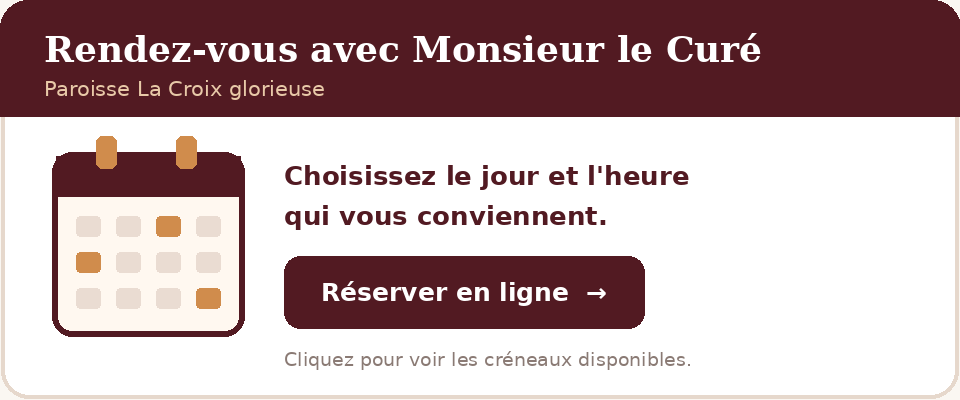 Rendez-vous avec Monsieur le Curé
Paroisse La Croix glorieuse
Choisissez le jour et l'heure
qui vous conviennent.
Réserver en ligne →
Cliquez pour voir les créneaux disponibles.